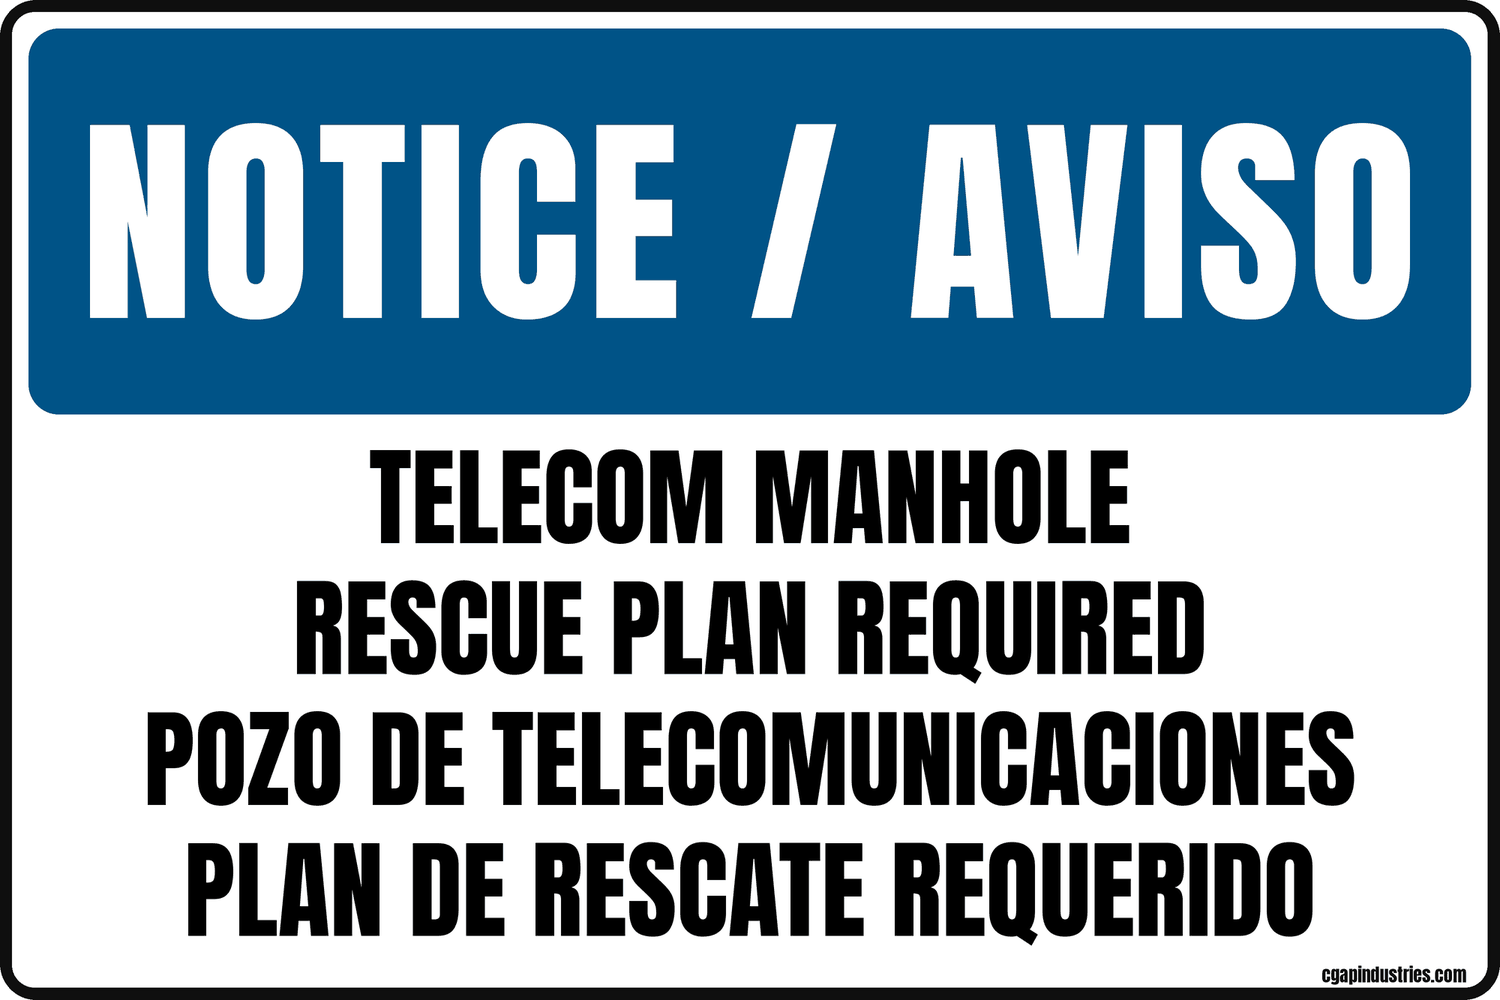 NOTICE / AVISO
TELECOM MANHOLE
RESCUE PLAN REQUIRED
POZO DE TELECOMUNICACIONES
PLAN DE RESCATE REQUERIDO
cgapindustries.com